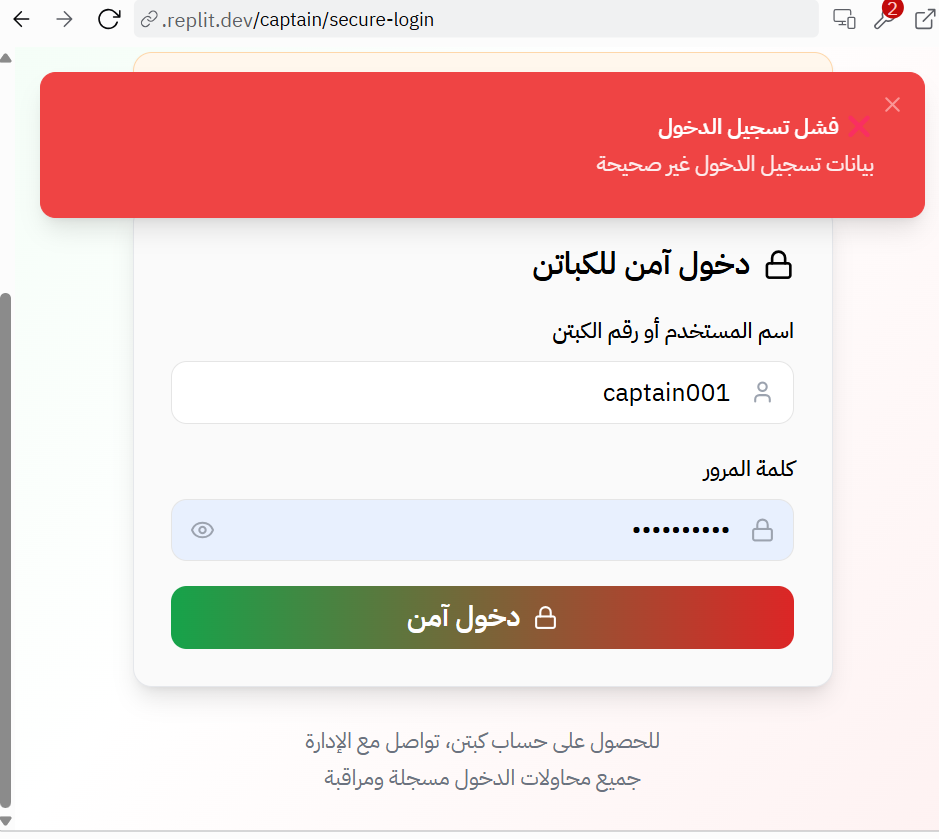 .replit.dev/captain/secure-login
2
❌ فشل تسجيل الدخول
بيانات تسجيل الدخول غير صحيحة
دخول آمن للكباتن
اسم المستخدم أو رقم الكبتن
captain001
كلمة المرور
••••••••••
دخول آمن
للحصول على حساب كبتن، تواصل مع الإدارة
جميع محاولات الدخول مسجلة ومراقبة